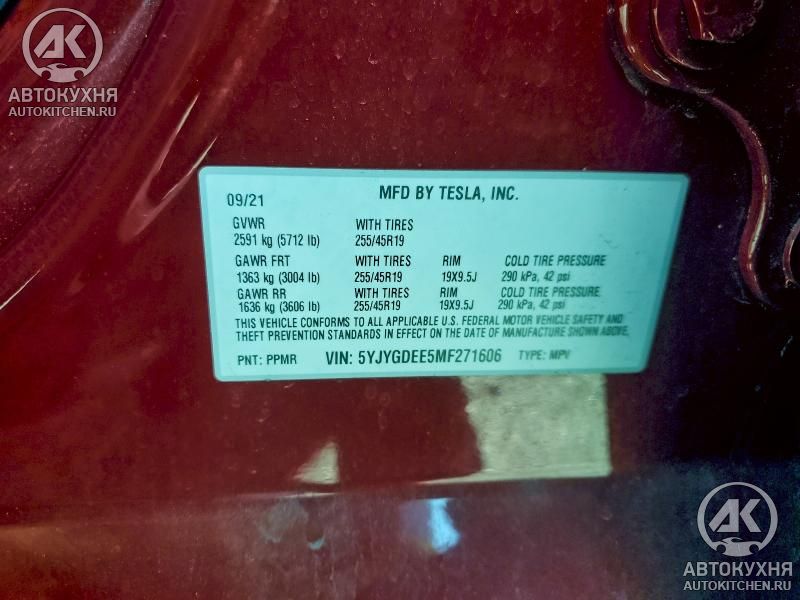 АК
АВТОКУХНЯ
AUTOKITCHEN.RU
09/21 MFD BY TESLA, INC.
GVWR WITH TIRES
2591 kg (5712 lb) 255/45R19
GAWR FRT WITH TIRES RIM COLD TIRE PRESSURE
1363 kg (3004 lb) 255/45R19 19X9.5J 290 kPa, 42 psi
GAWR RR WITH TIRES RIM COLD TIRE PRESSURE
1636 kg (3606 lb) 255/45R19 19X9.5J 290 kPa, 42 psi
THIS VEHICLE CONFORMS TO ALL APPLICABLE U.S. FEDERAL MOTOR VEHICLE SAFETY AND
THEFT PREVENTION STANDARDS IN EFFECT ON THE DATE OF MANUFACTURE SHOWN ABOVE.
PNT: PPMR VIN: 5YJYGDEE5MF271606 TYPE: MPV
АК
АВТОКУХНЯ
AUTOKITCHEN.RU